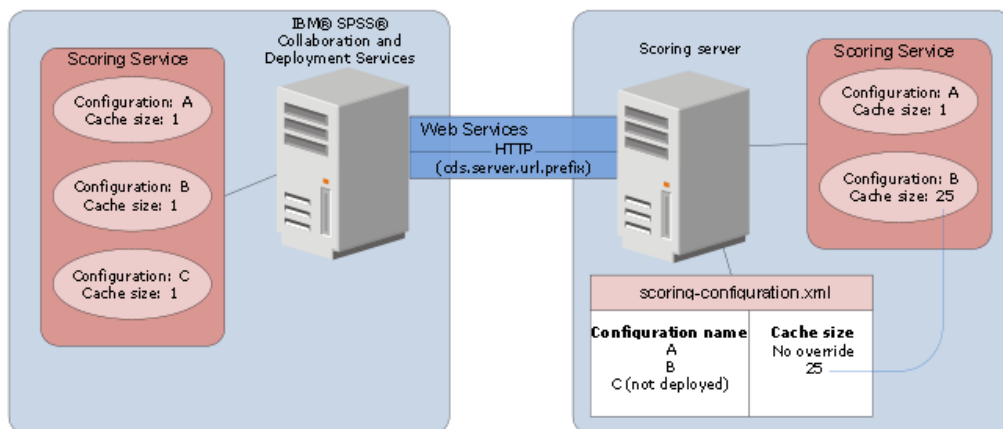 IBM® SPSS®
Collaboration and
Deployment Services
Scoring Service
Configuration: A
Cache size: 1
Configuration: B
Cache size: 1
Configuration: C
Cache size: 1
Web Services
HTTP
(cds.server.url.prefix)
Scoring server
Scoring Service
Configuration: A
Cache size: 1
Configuration: B
Cache size: 25
scoring-configuration.xml
Configuration name
A
B
C (not deployed)
Cache size
No override
25